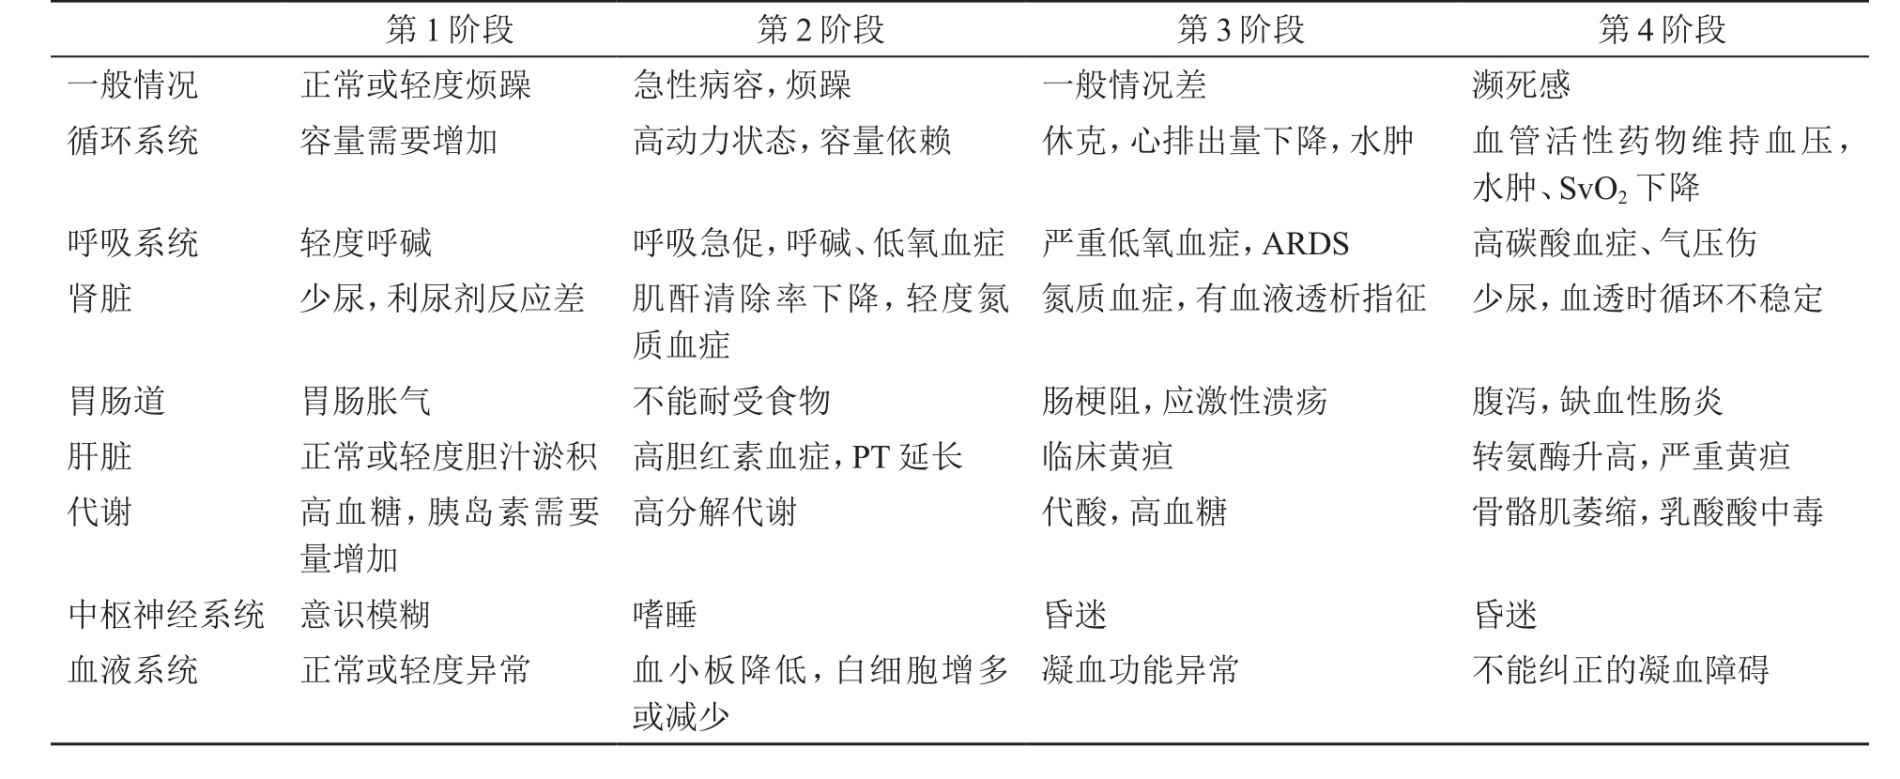 第 1 阶段 第 2 阶段 第 3 阶段 第 4 阶段
一般情况 正常或轻度烦躁 急性病容，烦躁 一般情况差 濒死感
循环系统 容量需要增加 高动力状态，容量依赖 休克，心排出量下降，水肿 血管活性药物维持血压，
水肿、SvO₂ 下降
呼吸系统 轻度呼碱 呼吸急促，呼碱、低氧血症 严重低氧血症，ARDS 高碳酸血症、气压伤
肾脏 少尿，利尿剂反应差 肌酐清除率下降，轻度氮 氮质血症，有血液透析指征 少尿，血透时循环不稳定
质血症
胃肠道 胃肠胀气 不能耐受食物 肠梗阻，应激性溃疡 腹泻，缺血性肠炎
肝脏 正常或轻度胆汁淤积 高胆红素血症，PT 延长 临床黄疸 转氨酶升高，严重黄疸
代谢 高血糖，胰岛素需要 高分解代谢 代酸，高血糖 骨骼肌萎缩，乳酸酸中毒
量增加
中枢神经系统 意识模糊 嗜睡 昏迷 昏迷
血液系统 正常或轻度异常 血小板降低，白细胞增多 凝血功能异常 不能纠正的凝血障碍
或减少